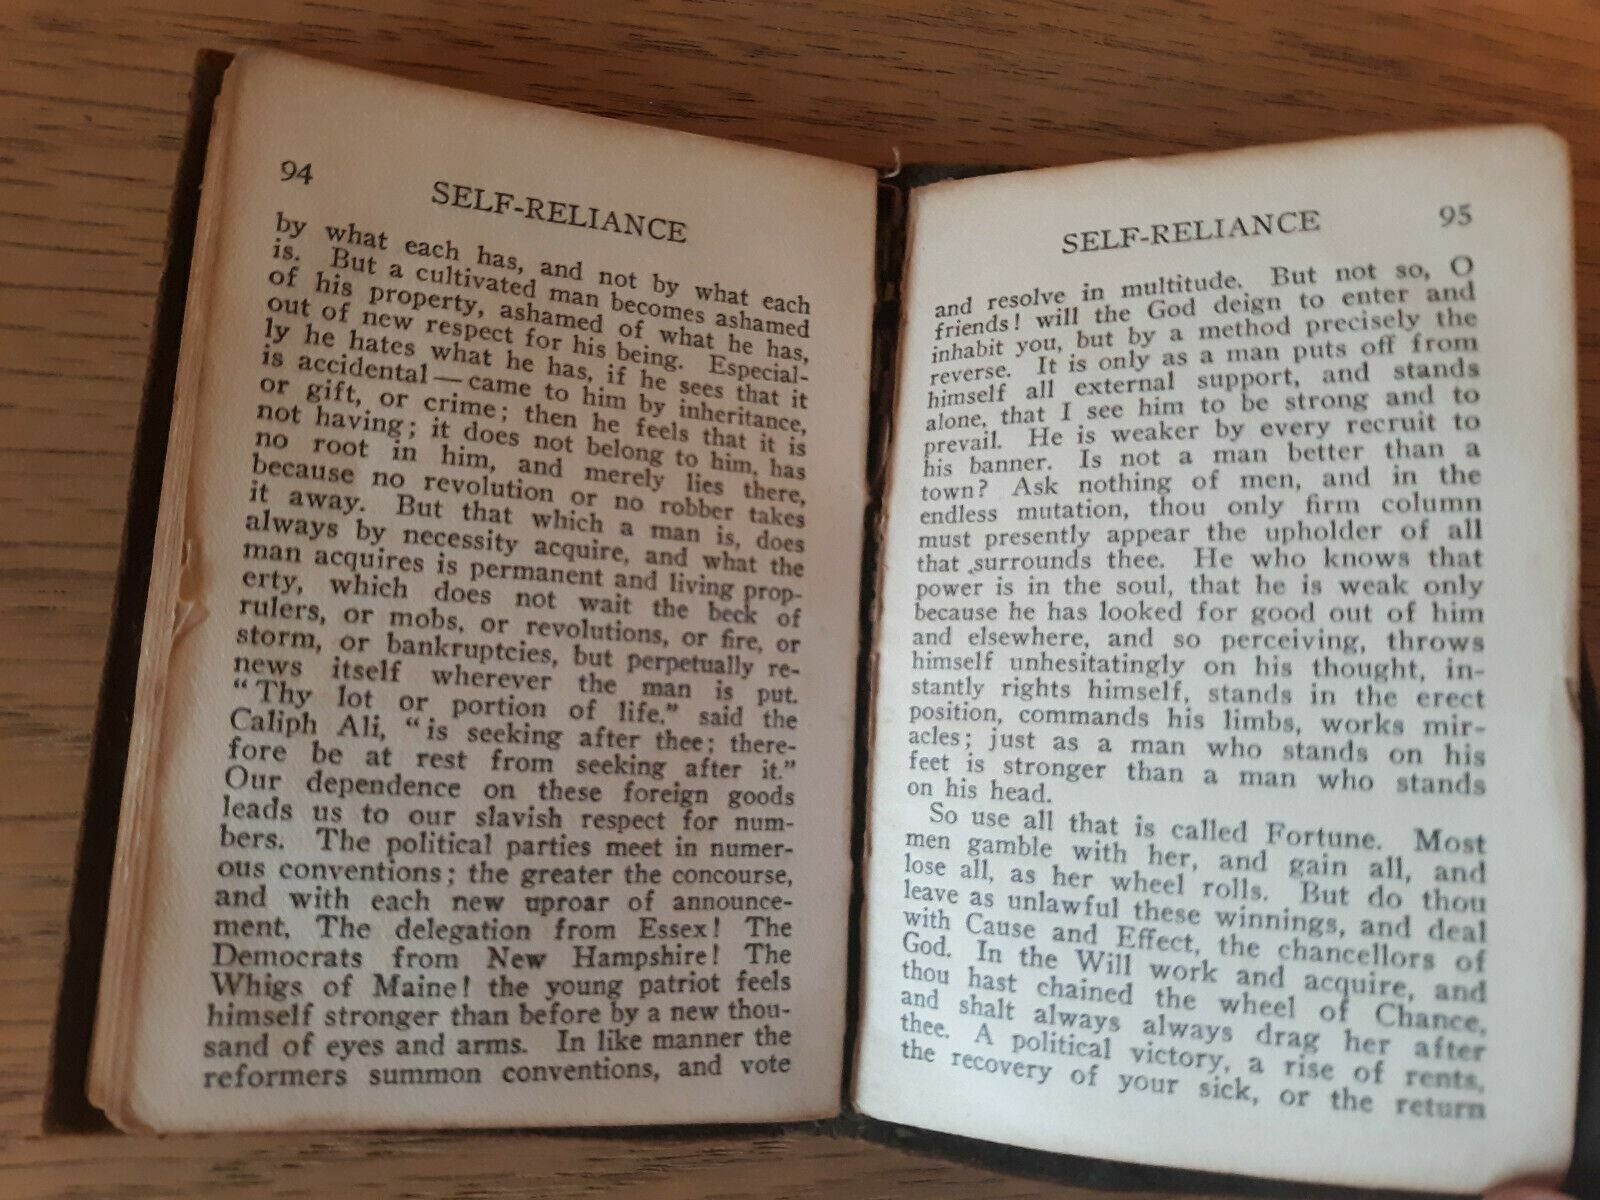 94
SELF-RELIANCE
by what each has, and not by what each
is. But a cultivated man becomes ashamed
of his property, ashamed of what he has,
out of new respect for his being. Especial-
ly he hates what he has, if he sees that it
is accidental — came to him by inheritance,
or gift, or crime; then he feels that it is
not having; it does not belong to him, has
no root in him, and merely lies there,
because no revolution or no robber takes
it away. But that which a man is, does
always by necessity acquire, and what the
man acquires is permanent and living prop-
erty, which does not wait the beck of
rulers, or mobs, or revolutions, or fire, or
storm, or bankruptcies, but perpetually re-
news itself wherever the man is put.
"Thy lot or portion of life," said the
Caliph Ali, "is seeking after thee; there-
fore be at rest from seeking after it."
Our dependence on these foreign goods
leads us to our slavish respect for num-
bers. The political parties meet in numer-
ous conventions; the greater the concourse,
and with each new uproar of announce-
ment, The delegation from Essex! The
Democrats from New Hampshire! The
Whigs of Maine! the young patriot feels
himself stronger than before by a new thou-
sand of eyes and arms. In like manner the
reformers summon conventions, and vote
SELF-RELIANCE 95
and resolve in multitude. But not so, O
friends! will the God deign to enter and
inhabit you, but by a method precisely the
reverse. It is only as a man puts off from
himself all external support, and stands
alone, that I see him to be strong and to
prevail. He is weaker by every recruit to
his banner. Is not a man better than a
town? Ask nothing of men, and in the
endless mutation, thou only firm column
must presently appear the upholder of all
that surrounds thee. He who knows that
power is in the soul, that he is weak only
because he has looked for good out of him
and elsewhere, and so perceiving, throws
himself unhesitatingly on his thought, in-
stantly rights himself, stands in the erect
position, commands his limbs, works mir-
acles; just as a man who stands on his
feet is stronger than a man who stands
on his head.
So use all that is called Fortune. Most
men gamble with her, and gain all, and
lose all, as her wheel rolls. But do thou
leave as unlawful these winnings, and deal
with Cause and Effect, the chancellors of
God. In the Will work and acquire, and
thou hast chained the wheel of Chance,
and shalt always always drag her after
thee. A political victory, a rise of rents,
the recovery of your sick, or the return